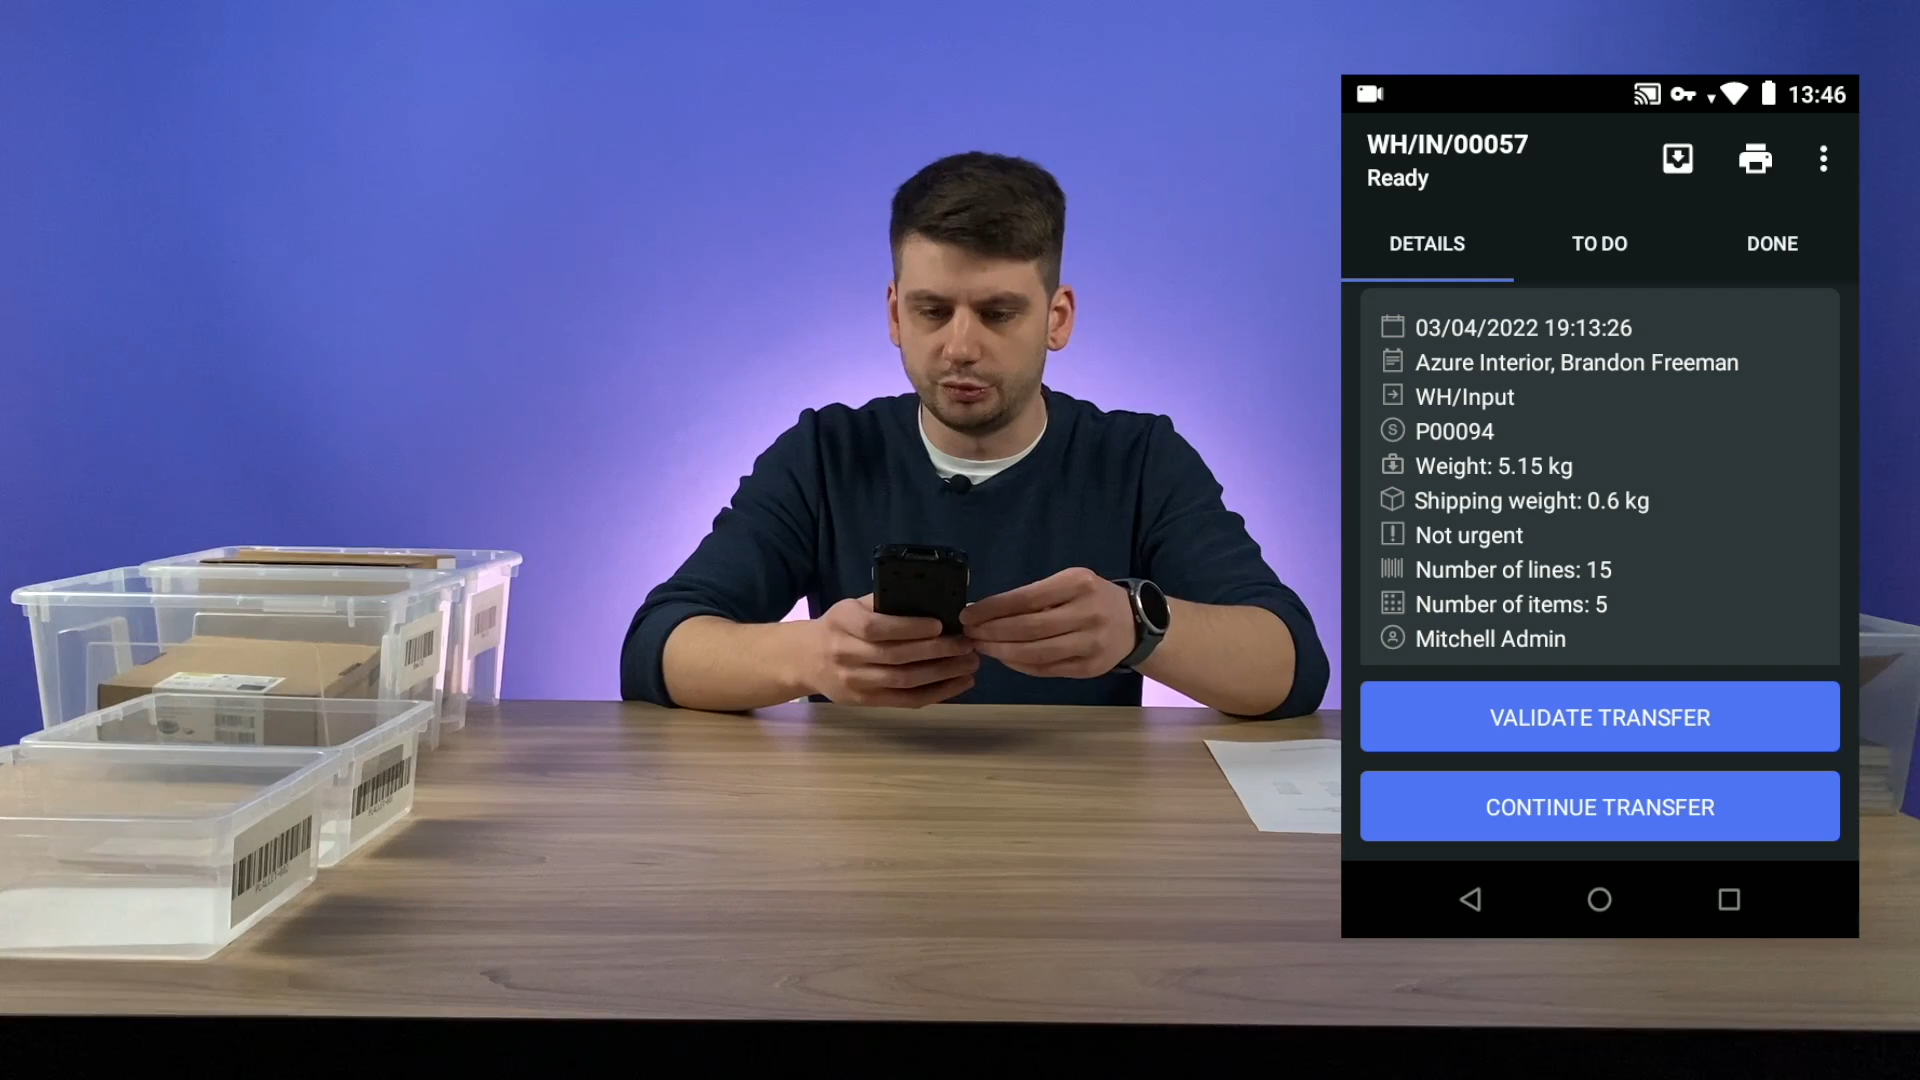 13:46
WH/IN/00057
Ready
DETAILS TO DO DONE
03/04/2022 19:13:26
Azure Interior, Brandon Freeman
WH/Input
P00094
Weight: 5.15 kg
Shipping weight: 0.6 kg
Not urgent
Number of lines: 15
Number of items: 5
Mitchell Admin
VALIDATE TRANSFER
CONTINUE TRANSFER